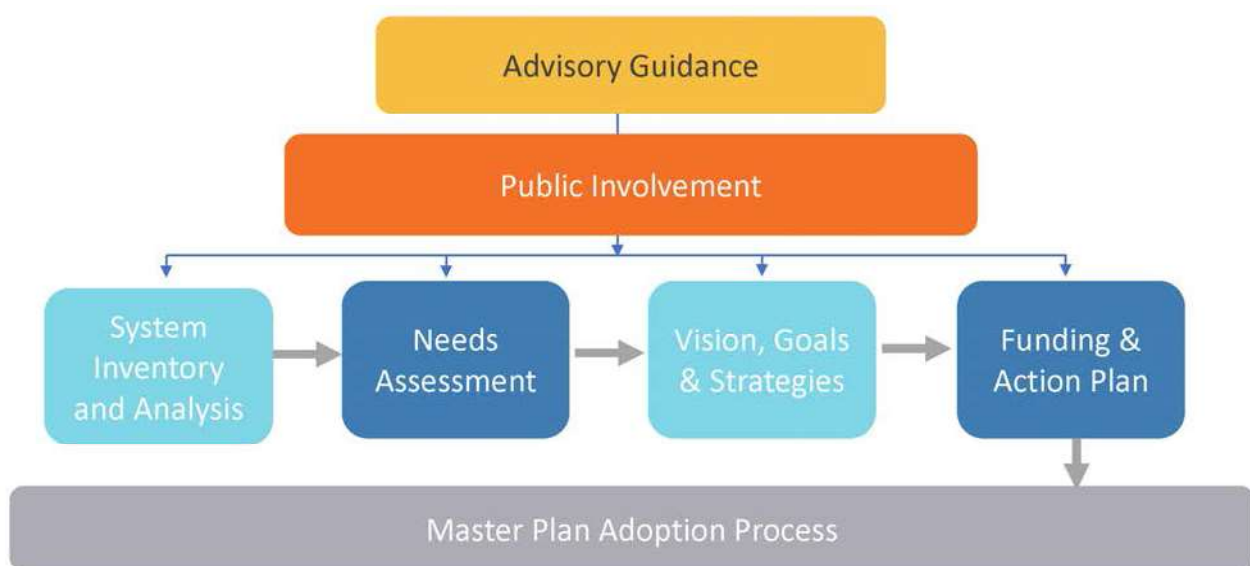 Advisory Guidance
Public Involvement
System
Inventory
and Analysis
Needs
Assessment
Vision, Goals
& Strategies
Funding &
Action Plan
Master Plan Adoption Process